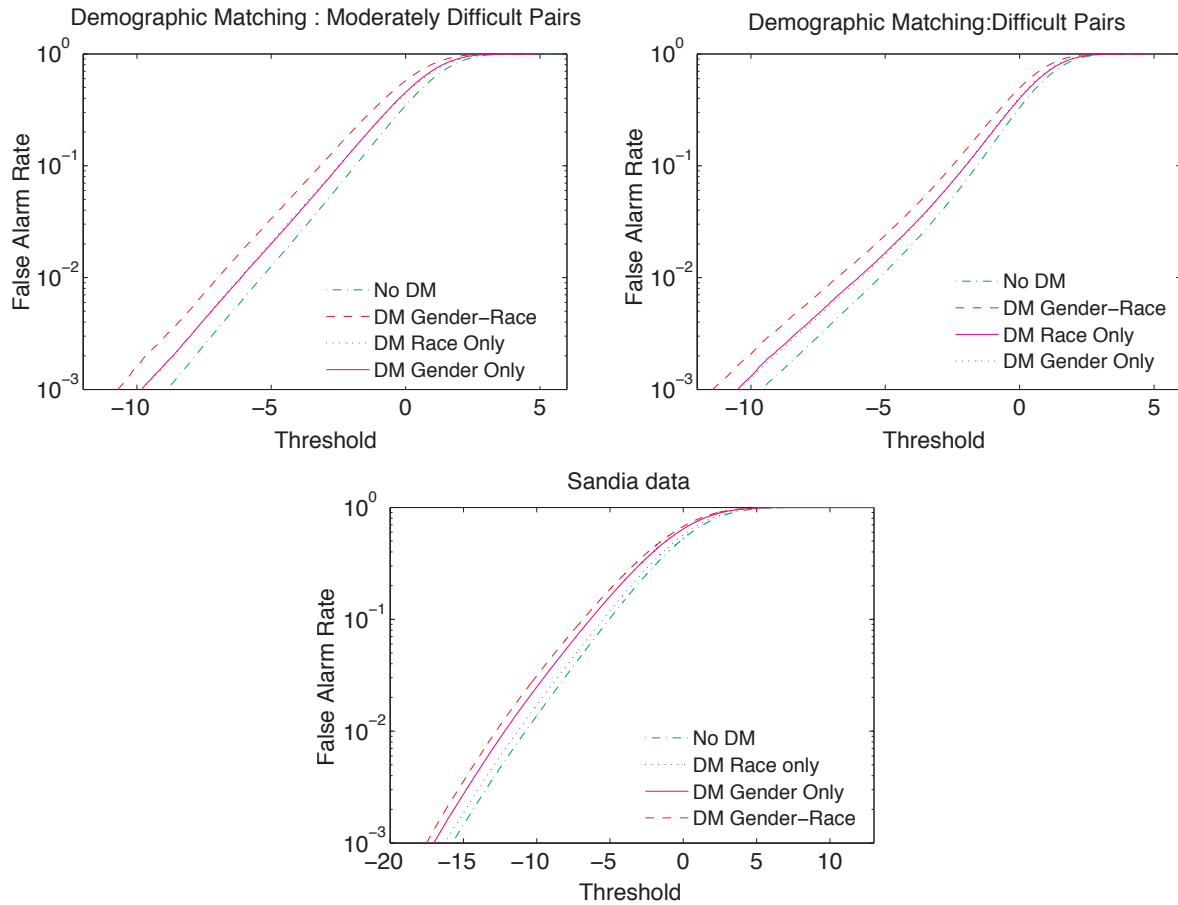 Demographic Matching : Moderately Difficult Pairs
10^0
10^-1
10^-2
10^-3
False Alarm Rate
No DM
DM Gender-Race
DM Race Only
DM Gender Only
-10
-5
0
5
Threshold
Demographic Matching:Difficult Pairs
10^0
10^-1
10^-2
10^-3
False Alarm Rate
No DM
DM Gender-Race
DM Race Only
DM Gender Only
-10
-5
0
5
Threshold
Sandia data
10^0
10^-1
10^-2
10^-3
False Alarm Rate
No DM
DM Race only
DM Gender Only
DM Gender-Race
-20
-15
-10
-5
0
5
10
Threshold